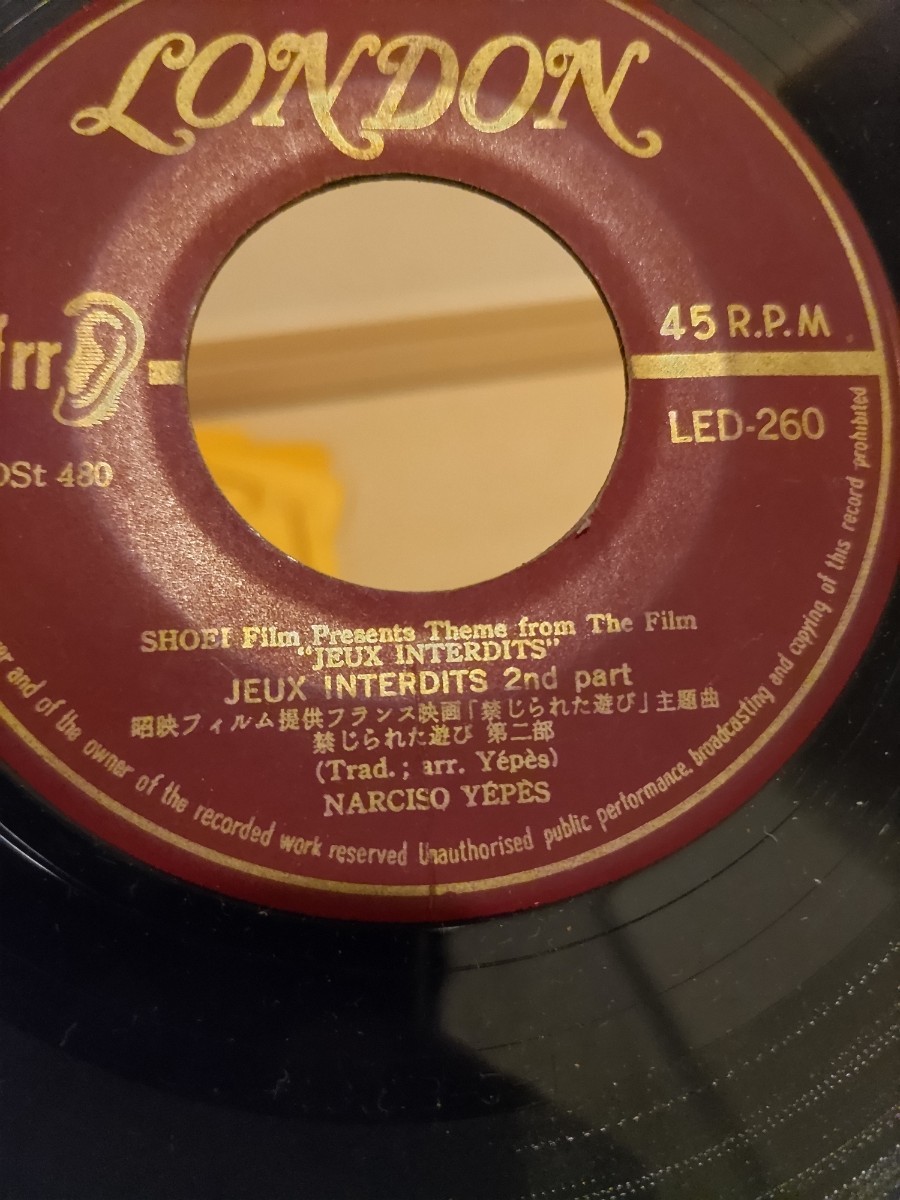 LONDON
ffrr
45 R.P.M
LED-260
DSt 480
SHOEI Film Presents Theme from The Film
"JEUX INTERDITS"
JEUX INTERDITS 2nd part
昭映フィルム提供フランス映画「禁じられた遊び」主題曲
禁じられた遊び 第二部
(Trad.; arr. Yépès)
NARCISO YÉPÈS
and of the owner of the recorded work reserved Unauthorised public performance. broadcasting and copying of this record prohibited